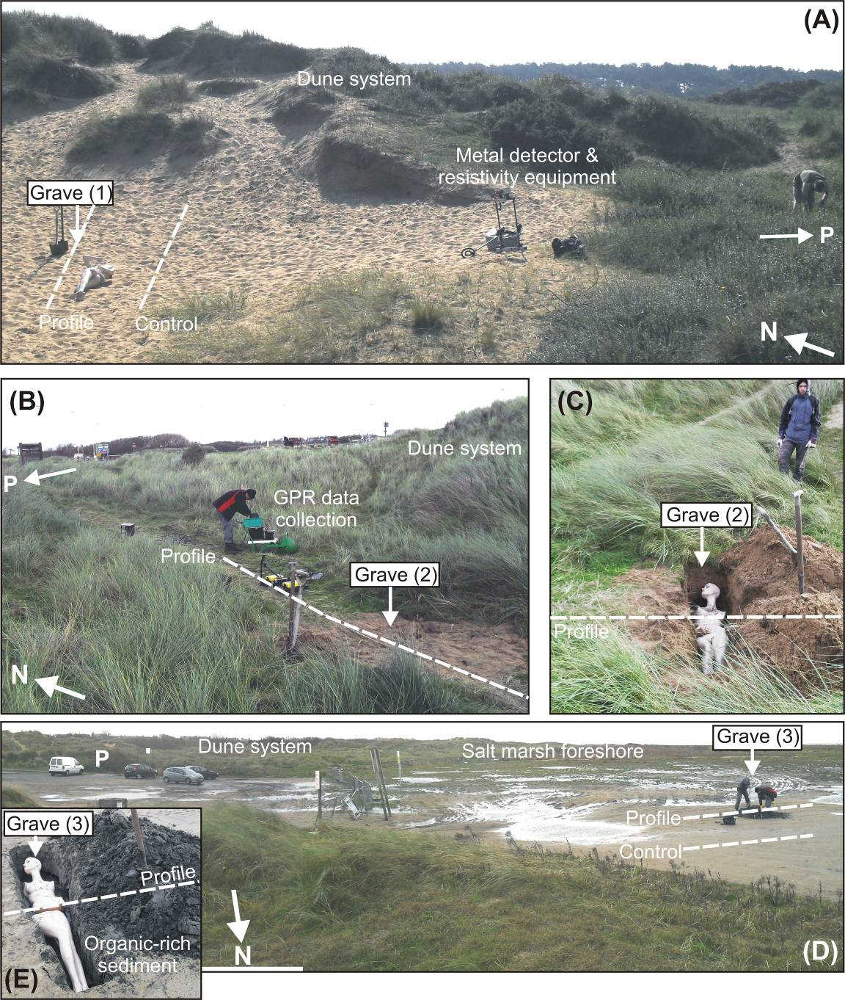 (A)
Dune system
Metal detector &
resistivity equipment
Grave (1)
P
Profile
Control
N
(B)
Dune system
P
GPR data
collection
Profile
Grave (2)
N
(C)
Grave (2)
Profile
Grave (3)
P
Dune system
Salt marsh foreshore
Profile
Control
N
(D)
Grave (3)
Profile
Organic-rich
sediment
(E)